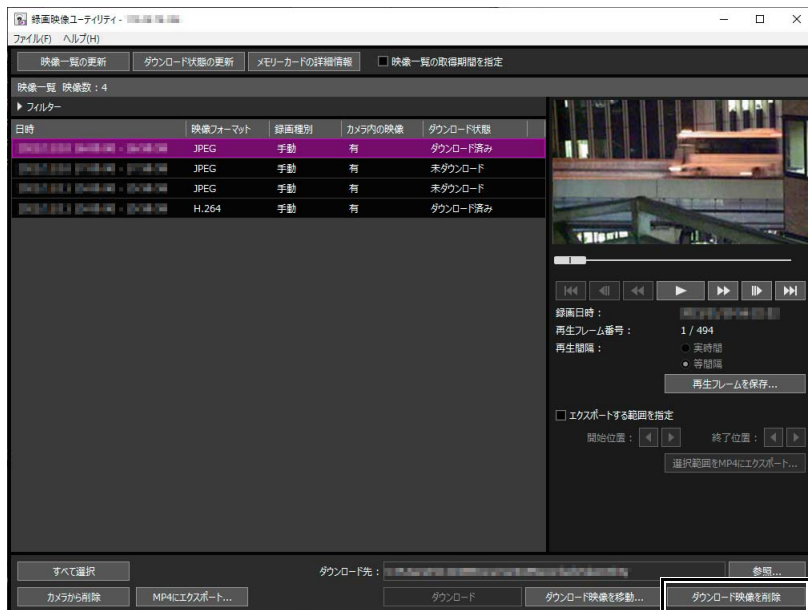 録画映像ユーティリティ -
ファイル(F) ヘルプ(H)
映像一覧の更新 ダウンロード状態の更新 メモリーカードの詳細情報 映像一覧の取得期間を指定
映像一覧 映像数：4
フィルター
日時 映像フォーマット 録画種別 カメラ内の映像 ダウンロード状態
JPEG 手動 有 ダウンロード済み
JPEG 手動 有 未ダウンロード
JPEG 手動 有 未ダウンロード
H.264 手動 有 ダウンロード済み
録画日時：
再生フレーム番号： 1 / 494
再生間隔： 実時間
等間隔
再生フレームを保存...
エクスポートする範囲を指定
開始位置： 終了位置：
選択範囲をMP4にエクスポート...
すべて選択 ダウンロード先： 参照...
カメラから削除 MP4にエクスポート... ダウンロード ダウンロード映像を移動... ダウンロード映像を削除